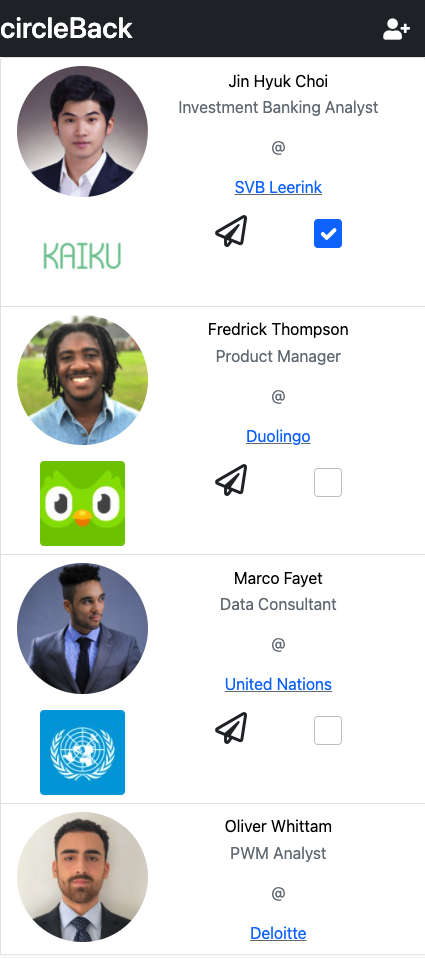 circleBack
Jin Hyuk Choi
Investment Banking Analyst
@
SVB Leerink
KAIKU
Fredrick Thompson
Product Manager
@
Duolingo
Marco Fayet
Data Consultant
@
United Nations
Oliver Whittam
PWM Analyst
@
Deloitte